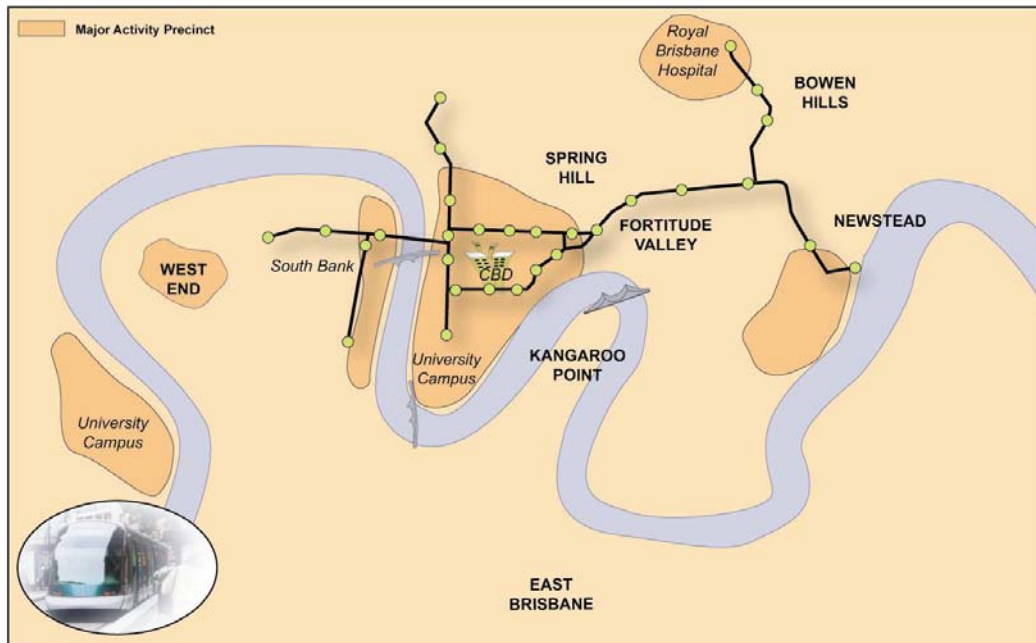 Major Activity Precinct
Royal
Brisbane
Hospital
BOWEN
HILLS
SPRING
HILL
FORTITUDE
VALLEY
NEWSTEAD
WEST
END
South Bank
CBD
KANGAROO
POINT
University
Campus
University
Campus
EAST
BRISBANE